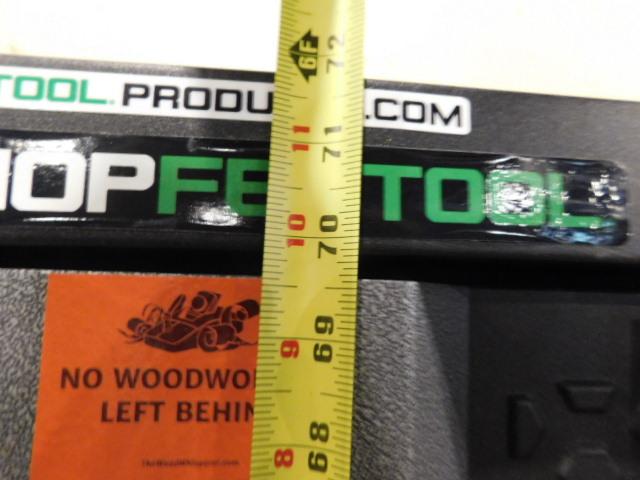 TOOL.PRODU .COM
HOPFE TOOL
6F
72
11
71
10
70
9
69
8
68
NO WOODWO
LEFT BEHIN